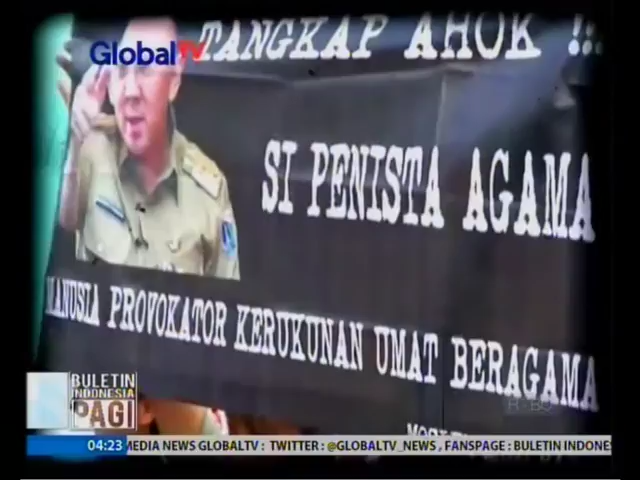 GlobalTV
TANGKAP AHOK !!!
SI PENISTA AGAMA
MANUSIA PROVOKATOR KERUKUNAN UMAT BERAGAMA
BULETIN
INDONESIA
PAGI
04:23 MEDIA NEWS GLOBALTV : TWITTER : @GLOBALTV_NEWS , FANSPAGE : BULETIN INDONES